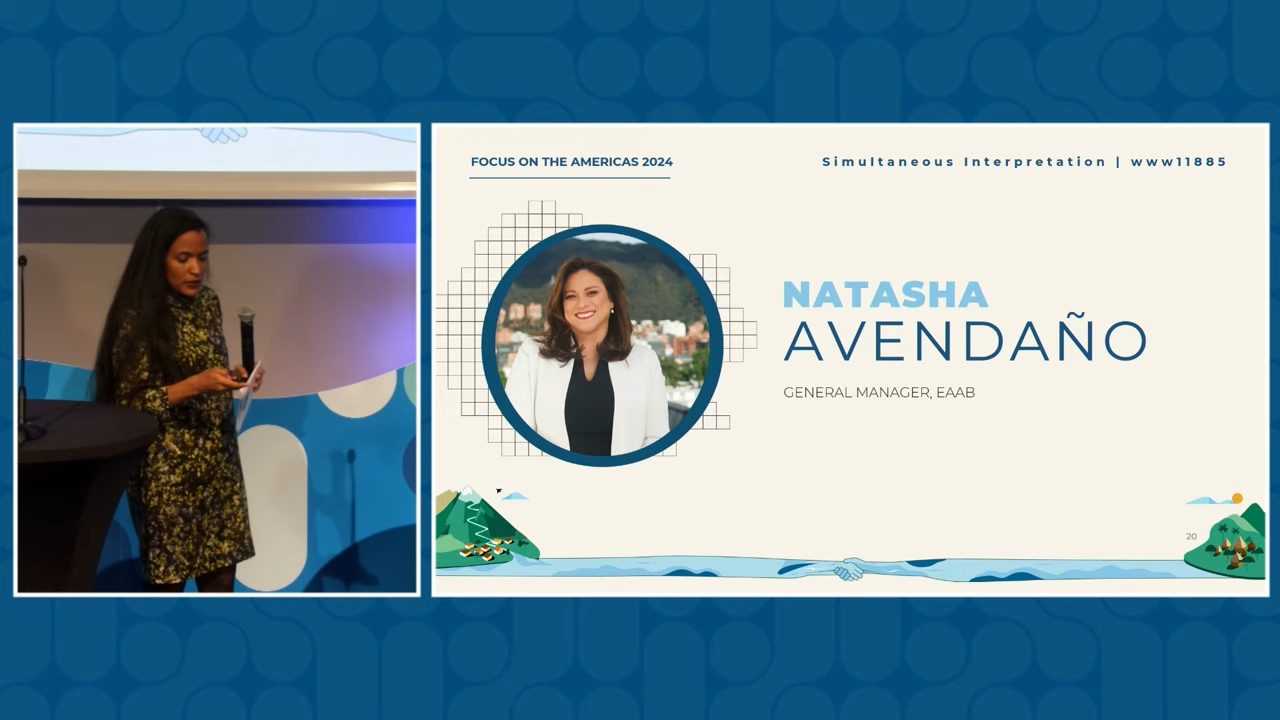 FOCUS ON THE AMERICAS 2024
Simultaneous Interpretation | www11885
NATASHA
AVENDAÑO
GENERAL MANAGER, EAAB
20